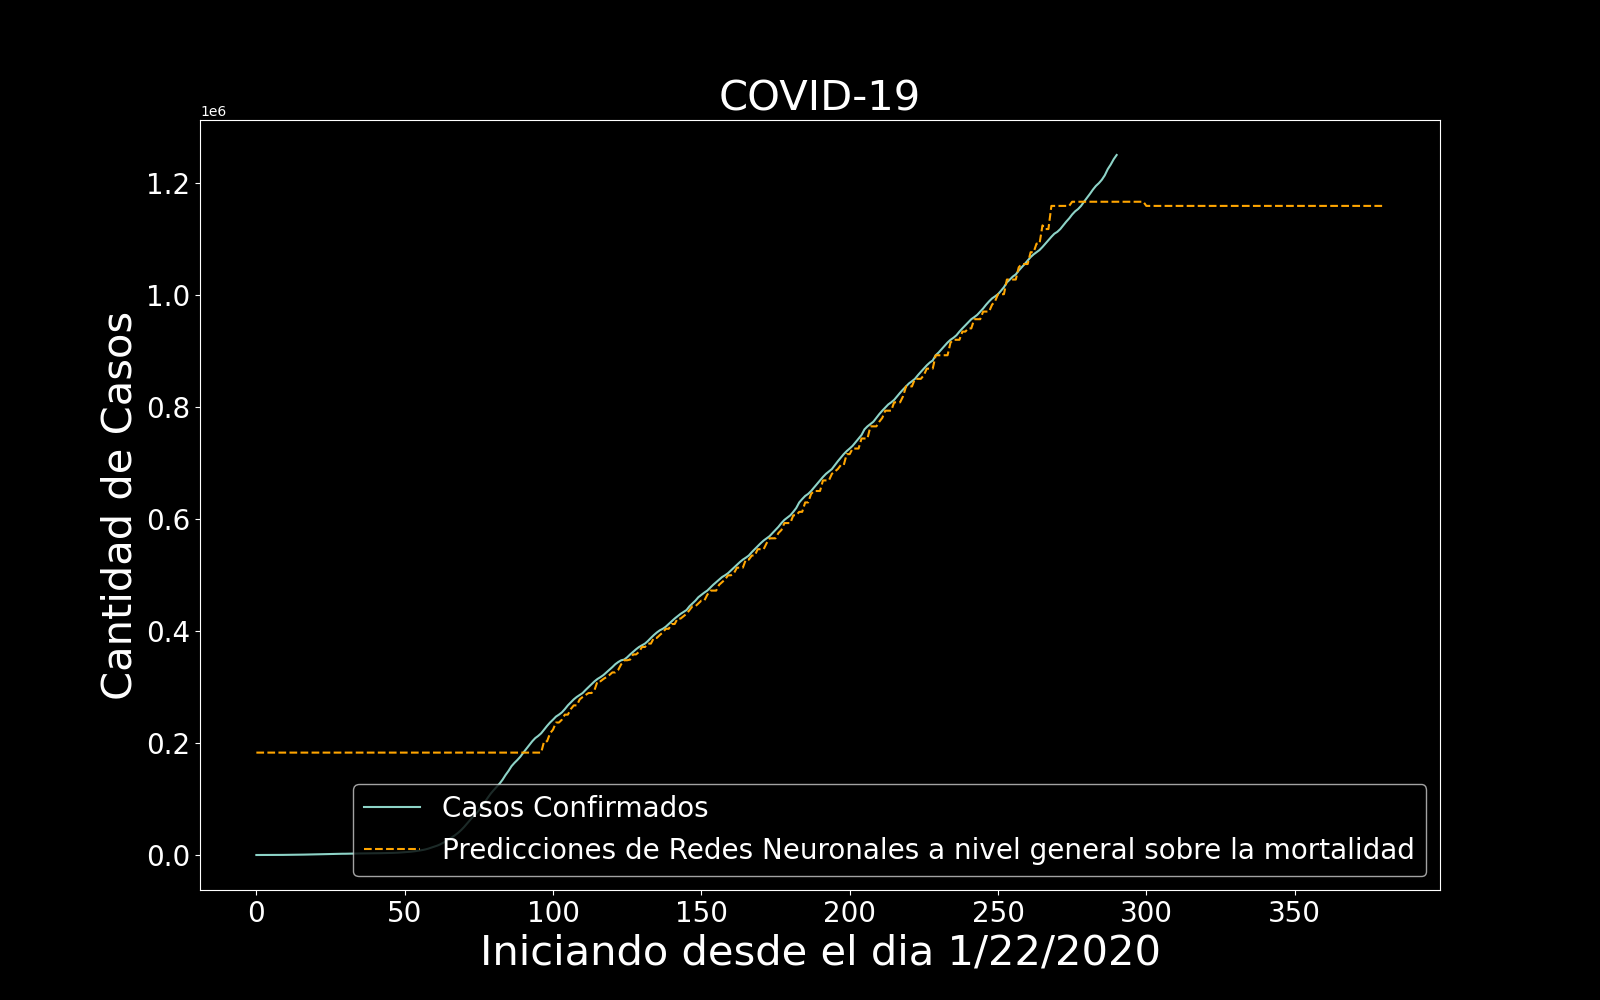 COVID-19
1e6
1.2
1.0
0.8
0.6
0.4
0.2
0.0
Cantidad de Casos
Casos Confirmados
Predicciones de Redes Neuronales a nivel general sobre la mortalidad
0 50 100 150 200 250 300 350
Iniciando desde el dia 1/22/2020